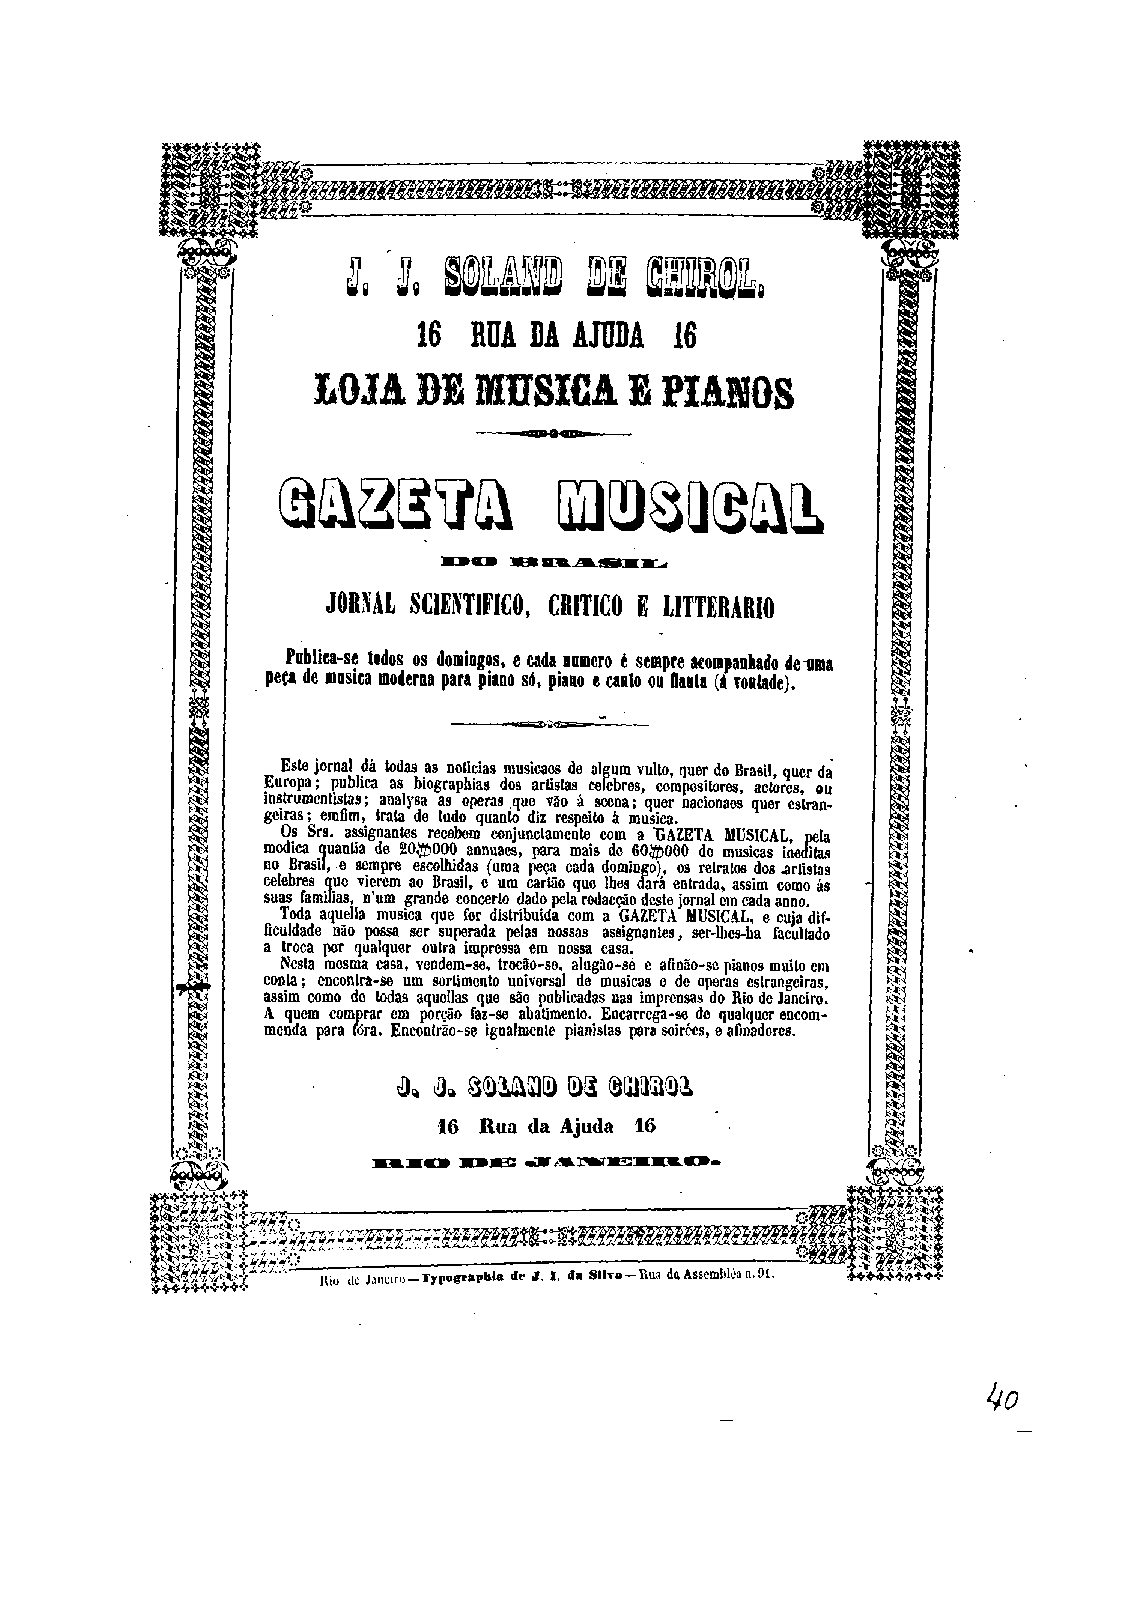 J. J. SOLAND DE CHIROL.
16 RUA DA AJUDA 16
LOJA DE MUSICA E PIANOS
GAZETA MUSICAL
DO BRASIL
JORNAL SCIENTIFICO, CRITICO E LITTERARIO
Publica-se todos os domingos, e cada numero é sempre acompanhado de uma
peça de musica moderna para piano só, piano e canto ou flauta (á vontade).
Este jornal dá todas as noticias musicaes de algum vulto, quer do Brasil, quer da
Europa; publica as biographias dos artistas celebres, compositores, actores, ou
instrumentistas; analysa as operas que vão á scena; quer nacionaes quer estran-
geiras; emfim, trata de tudo quanto diz respeito á musica.
Os Srs. assignantes recebem conjunctamente com a GAZETA MUSICAL, pela
modica quantia de 20$000 annuaes, para mais de 60$000 de musicas ineditas
no Brasil, e sempre escolhidas (uma peça cada domingo), os retratos dos artistas
celebres que vierem ao Brasil, e um cartão que lhes dará entrada, assim como ás
suas familias, n'um grande concerto dado pela redacção deste jornal em cada anno.
Toda aquella musica que for distribuida com a GAZETA MUSICAL, e cuja dif-
ficuldade não possa ser superada pelas nossas assignantes, ser-lhes-ha facultado
a troca por qualquer outra impressa em nossa casa.
Nesta mesma casa, vendem-se, trocão-se, alugão-se e afinão-se pianos muito em
conta; encontra-se um sortimento universal de musicas e de operas estrangeiras,
assim como de todas aquellas que são publicadas nas imprensas do Rio de Janeiro.
A quem comprar em porção faz-se abatimento. Encarrega-se de qualquer encom-
menda para fóra. Encontrão-se igualmente pianistas para soirées, e afinadores.
J. J. SOLAND DE CHIROL
16 Rua da Ajuda 16
RIO DE JANEIRO.
Rio de Janeiro—Typographia de J. I. da Silva—Rua da Assembléa n. 91.
40